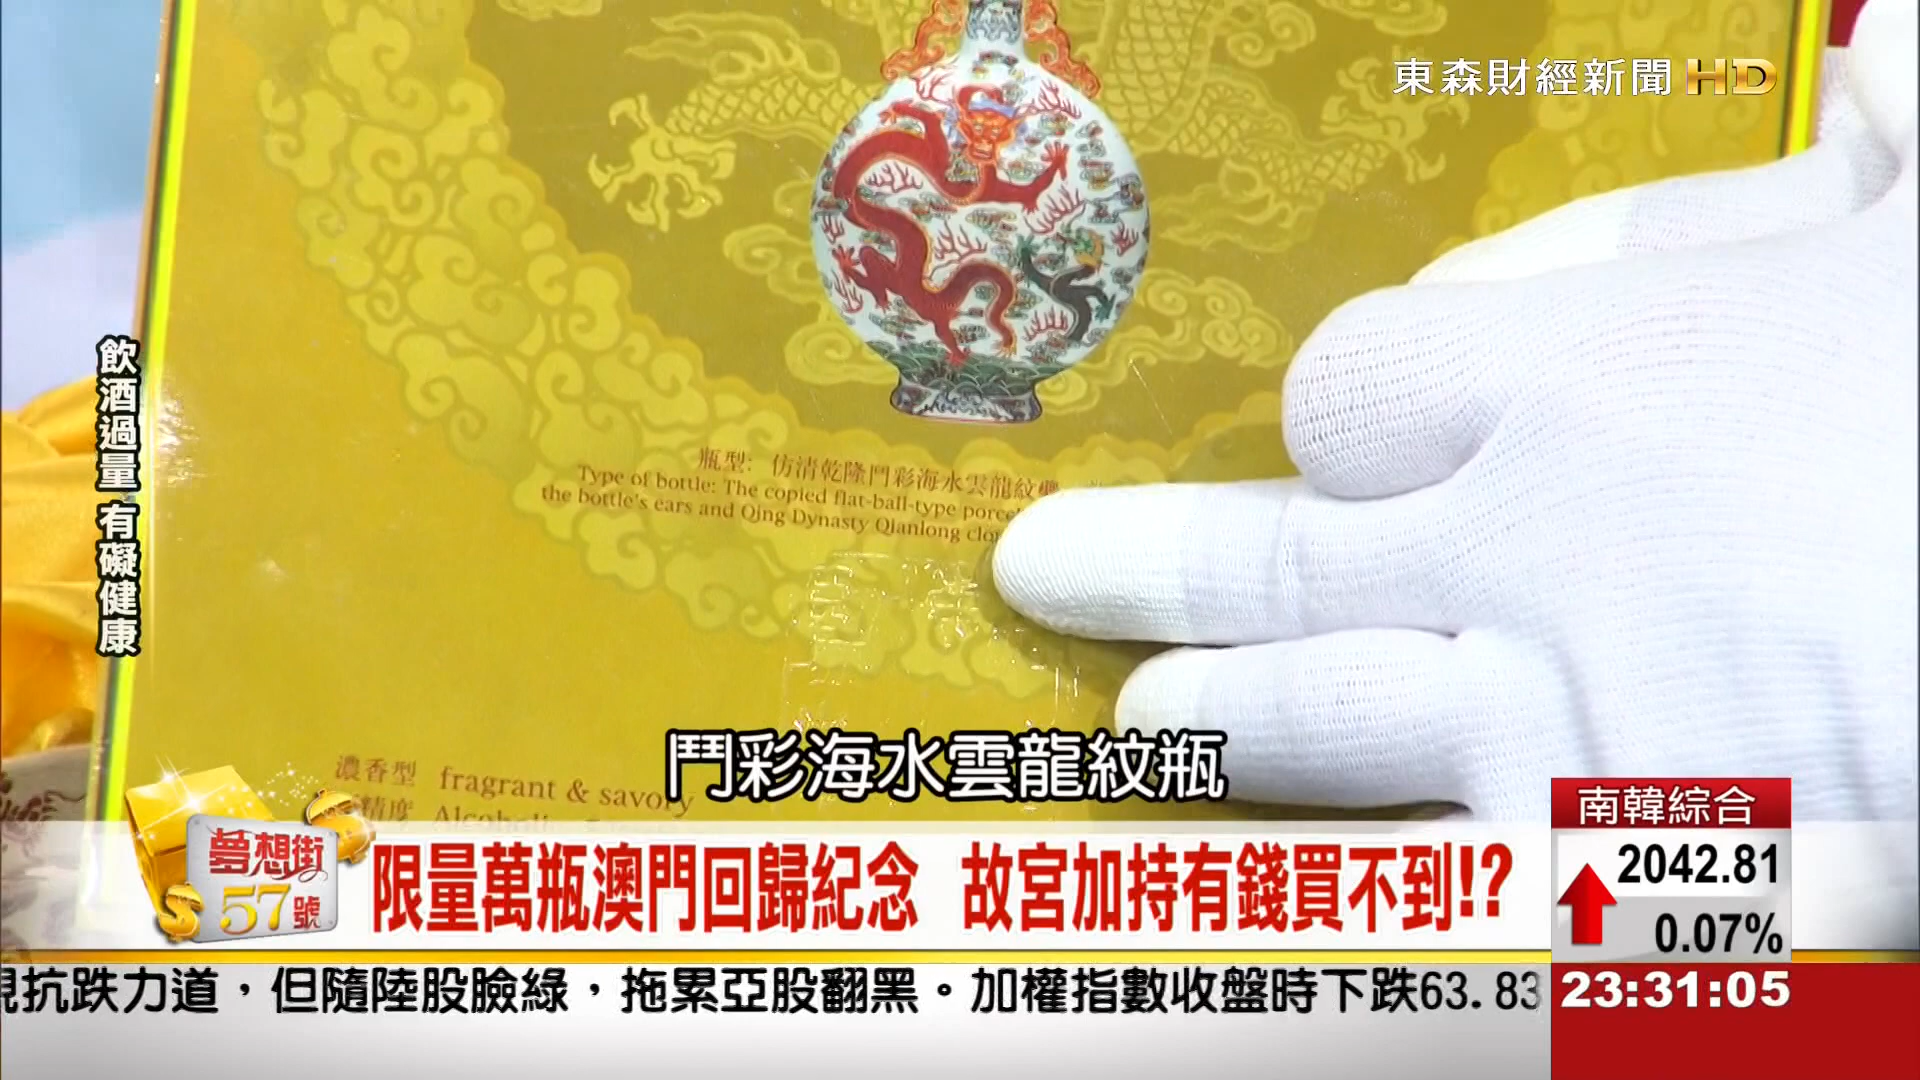 東森財經新聞HD
飲酒過量 有礙健康
瓶型: 仿清乾隆鬥彩海水雲龍紋
Type of bottle: The copied flat-ball-type
the bottle's ears and Qing Dynasty Qianlong
鬥彩海水雲龍紋瓶
濃香型 fragrant & savory
精度
夢想街
57號
限量萬瓶澳門回歸紀念 故宮加持有錢買不到!?
南韓綜合
2042.81
0.07%
抗跌力道，但隨陸股臉綠，拖累亞股翻黑。加權指數收盤時下跌63.83
23:31:05